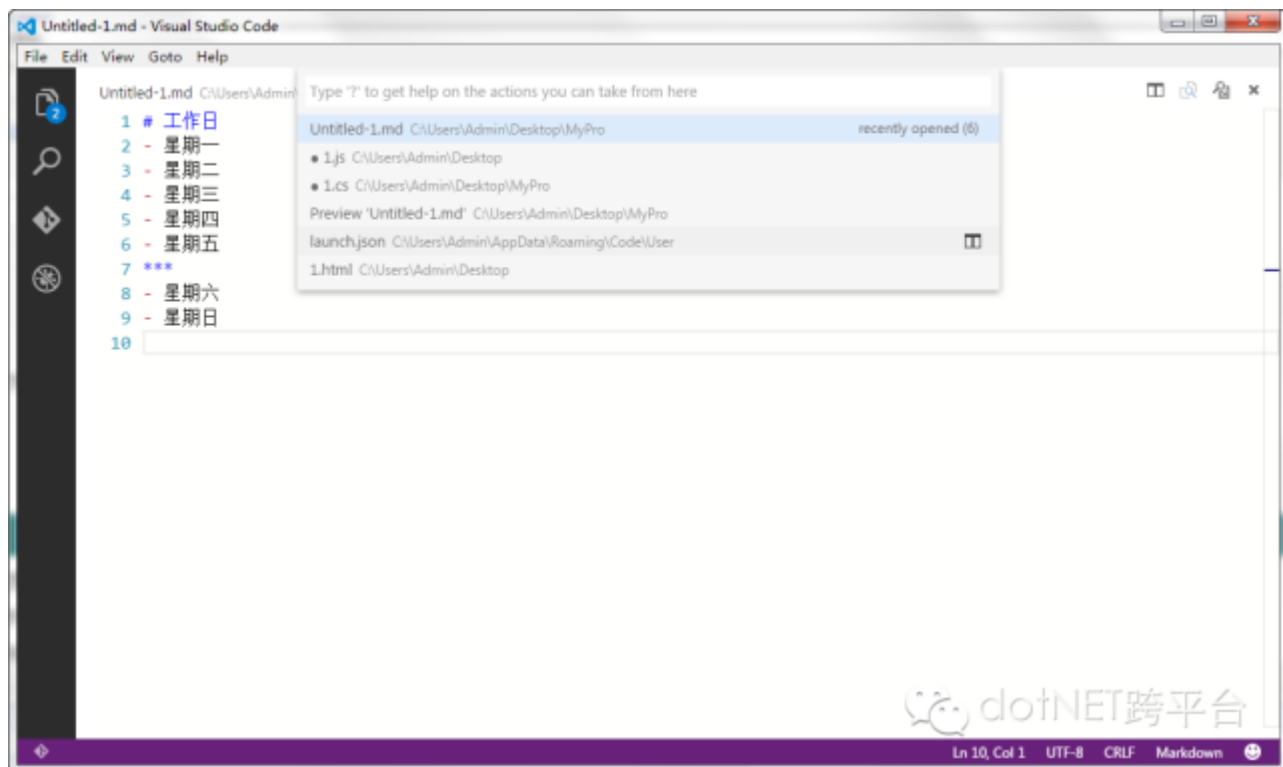 Untitled-1.md - Visual Studio Code
File Edit View Goto Help
Untitled-1.md C:\Users\Admin
Type '?' to get help on the actions you can take from here
Untitled-1.md C:\Users\Admin\Desktop\MyPro recently opened (6)
● 1.js C:\Users\Admin\Desktop
● 1.cs C:\Users\Admin\Desktop\MyPro
Preview 'Untitled-1.md' C:\Users\Admin\Desktop\MyPro
launch.json C:\Users\Admin\AppData\Roaming\Code\User
1.html C:\Users\Admin\Desktop
2
1 # 工作日
2 - 星期一
3 - 星期二
4 - 星期三
5 - 星期四
6 - 星期五
7 ***
8 - 星期六
9 - 星期日
10
dotNET跨平台
Ln 10, Col 1 UTF-8 CRLF Markdown